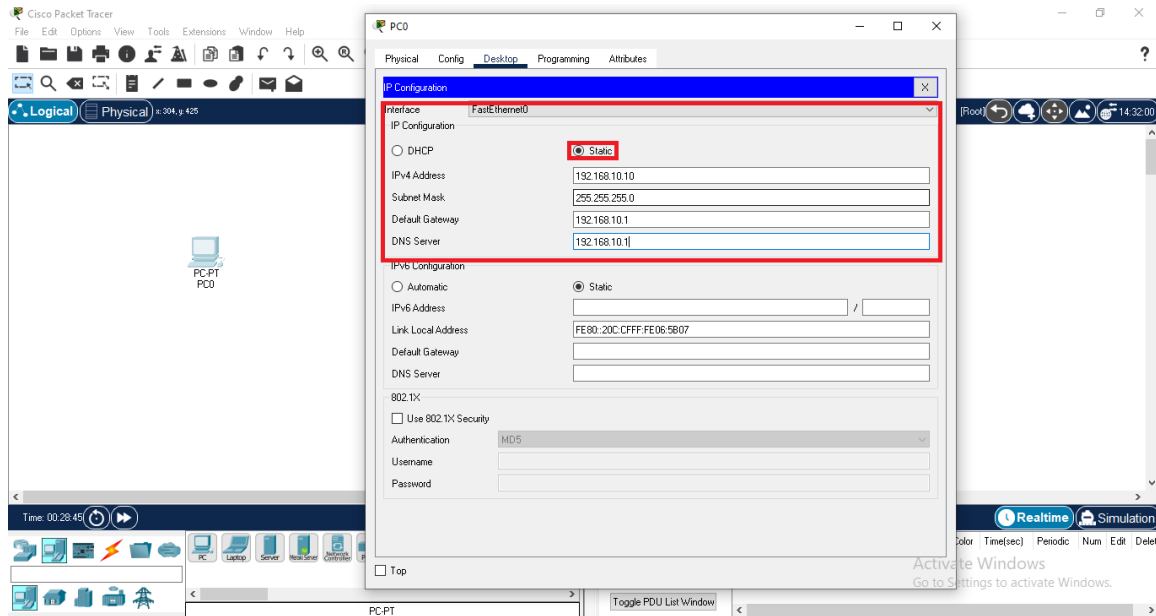 Cisco Packet Tracer
File Edit Options View Tools Extensions Window Help
?
Logical Physical x: 304, y: 425
[Root] 14:32:00
PC-PT
PC0
PC0
Physical Config Desktop Programming Attributes
IP Configuration X
Interface FastEthernet0
IP Configuration
DHCP Static
IPv4 Address 192.168.10.10
Subnet Mask 255.255.255.0
Default Gateway 192.168.10.1
DNS Server 192.168.10.1
IPv6 Configuration
Automatic Static
IPv6 Address /
Link Local Address FE80::20C:CFFF:FE06:5B07
Default Gateway
DNS Server
802.1X
Use 802.1X Security
Authentication MD5
Username
Password
Top
Time: 00:28:45
Realtime Simulation
PC Laptop Server Meraki Server Network Controller
Color Time(sec) Periodic Num Edit Delet
Activate Windows
Go to Settings to activate Windows.
PC-PT
Toggle PDU List Window